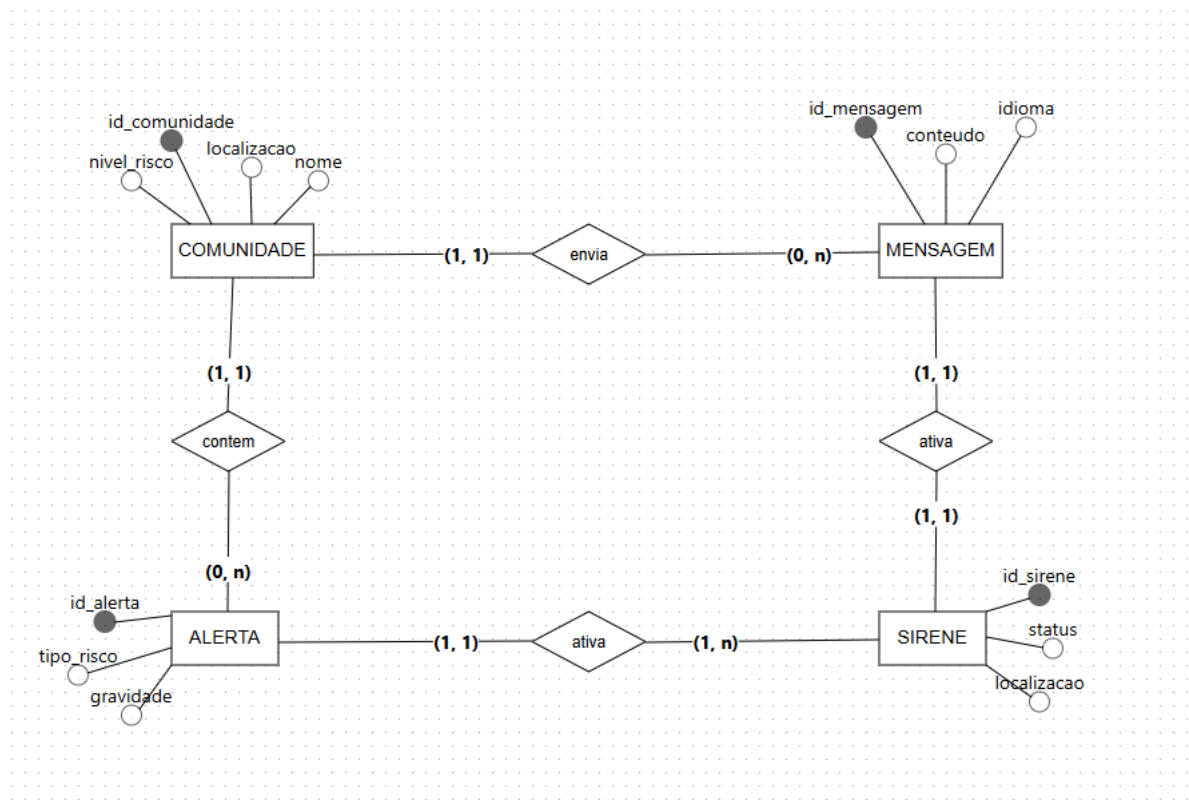 id_comunidade
nivel_risco
localizacao
nome
COMUNIDADE
(1, 1)
envia
(0, n)
id_mensagem
conteudo
idioma
MENSAGEM
(1, 1)
contem
(0, n)
(1, 1)
ativa
(1, 1)
id_alerta
tipo_risco
gravidade
ALERTA
(1, 1)
ativa
(1, n)
SIRENE
id_sirene
status
localizacao